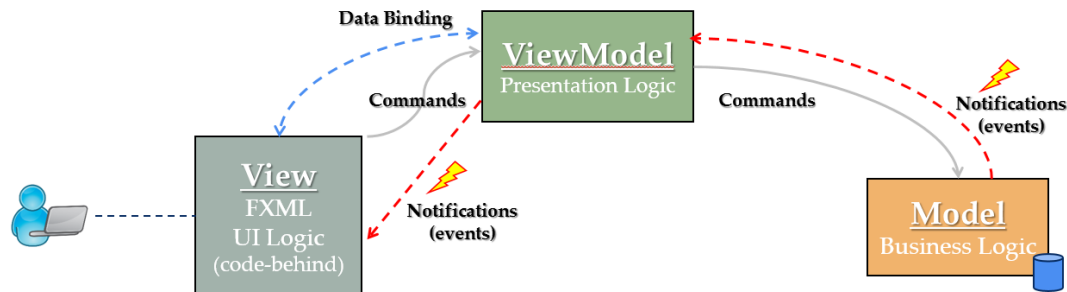 Data Binding
ViewModel
Presentation Logic
Commands
Commands
Notifications
(events)
View
FXML
UI Logic
(code-behind)
Notifications
(events)
Model
Business Logic